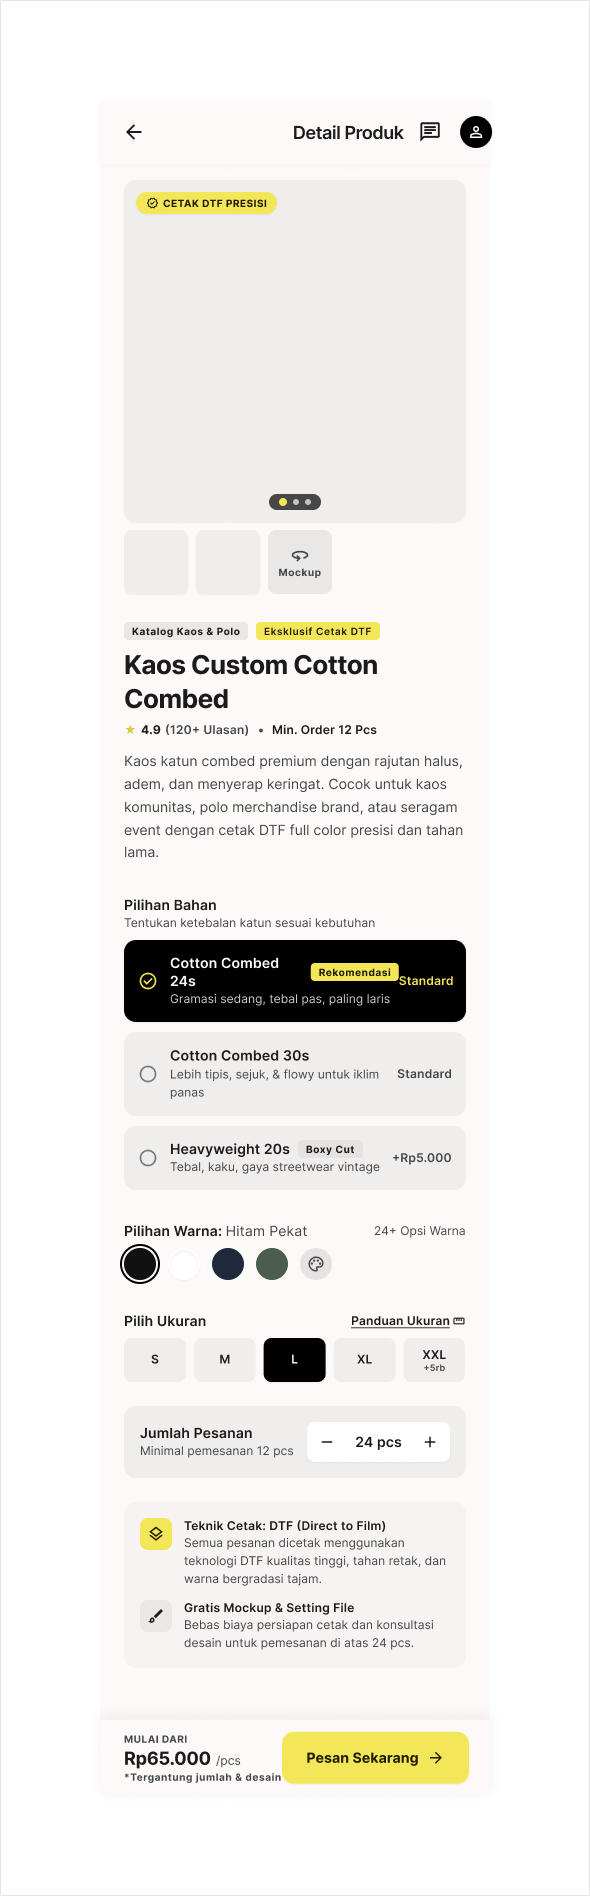 Detail Produk
CETAK DTF PRESISI
Mockup
Katalog Kaos & Polo
Eksklusif Cetak DTF
Kaos Custom Cotton
Combed
★ 4.9 (120+ Ulasan) • Min. Order 12 Pcs
Kaos katun combed premium dengan rajutan halus,
adem, dan menyerap keringat. Cocok untuk kaos
komunitas, polo merchandise brand, atau seragam
event dengan cetak DTF full color presisi dan tahan
lama.
Pilihan Bahan
Tentukan ketebalan katun sesuai kebutuhan
Cotton Combed
24s
Rekomendasi
Gramasi sedang, tebal pas, paling laris
Standard
Cotton Combed 30s
Lebih tipis, sejuk, & flowy untuk iklim
panas
Standard
Heavyweight 20s
Boxy Cut
Tebal, kaku, gaya streetwear vintage
+Rp5.000
Pilihan Warna: Hitam Pekat
24+ Opsi Warna
Pilih Ukuran
Panduan Ukuran
S
M
L
XL
XXL
+5rb
Jumlah Pesanan
Minimal pemesanan 12 pcs
24 pcs
Teknik Cetak: DTF (Direct to Film)
Semua pesanan dicetak menggunakan
teknologi DTF kualitas tinggi, tahan retak, dan
warna bergradasi tajam.
Gratis Mockup & Setting File
Bebas biaya persiapan cetak dan konsultasi
desain untuk pemesanan di atas 24 pcs.
MULAI DARI
Rp65.000 /pcs
*Tergantung jumlah & desain
Pesan Sekarang